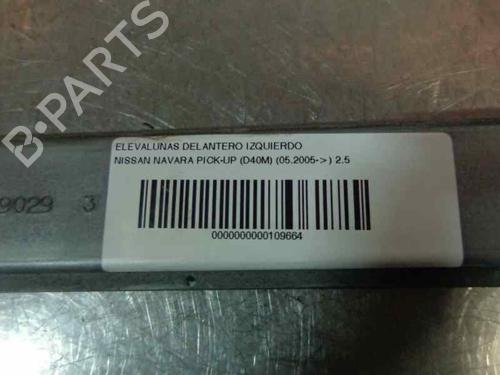 B-PARTS
ELEVALUNAS DELANTERO IZQUIERDO
NISSAN NAVARA PICK-UP (D40M) (05.2005->) 2.5
9029 3
0000000000109664